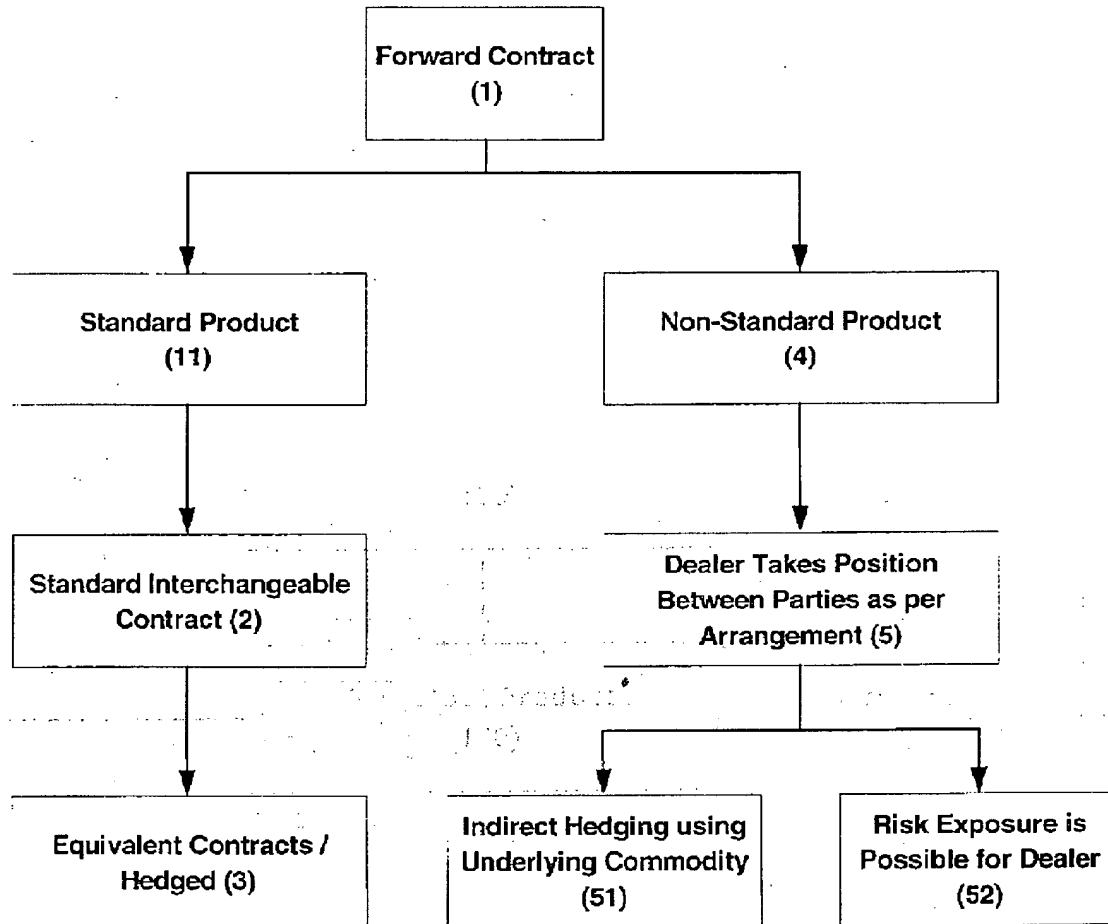 Forward Contract
(1)
Standard Product
(11)
Non-Standard Product
(4)
Standard Interchangeable
Contract (2)
Dealer Takes Position
Between Parties as per
Arrangement (5)
Equivalent Contracts /
Hedged (3)
Indirect Hedging using
Underlying Commodity
(51)
Risk Exposure is
Possible for Dealer
(52)